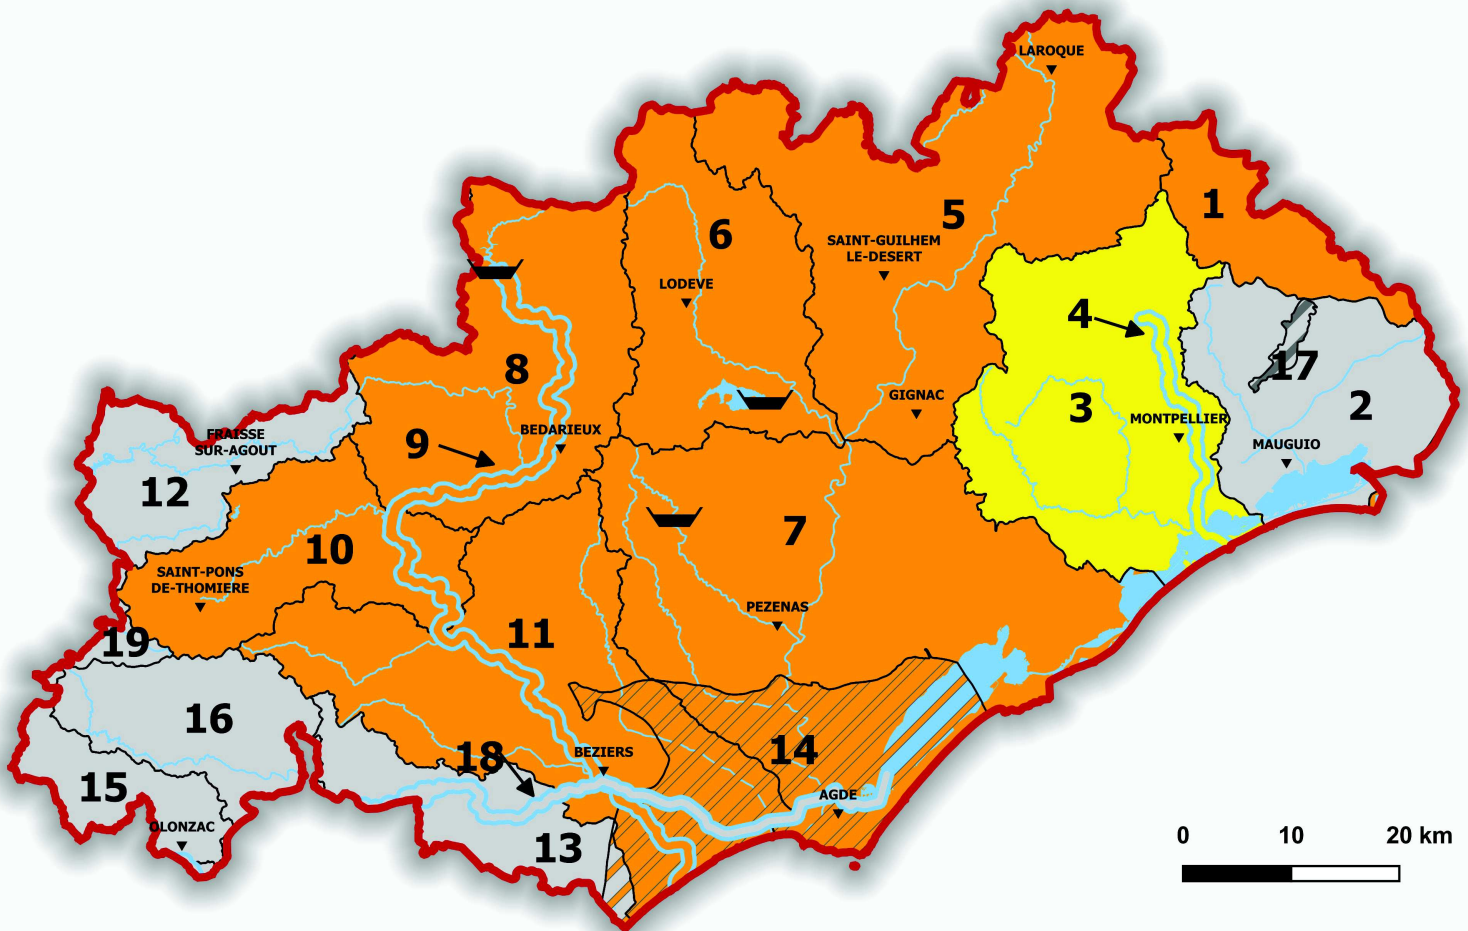 LAROQUE
1
5
6
SAINT-GUILHEM
LE-DESERT
LODEVE
4
17
8
GIGNAC
2
3
MONTPELLIER
BEDARIEUX
9
MAUGUIO
FRAISSE
SUR-AGOUT
12
7
10
SAINT-PONS
DE-THOMIERE
PEZENAS
11
19
16
14
BEZIERS
18
15
AGDE
OLONZAC
13
0 10 20 km